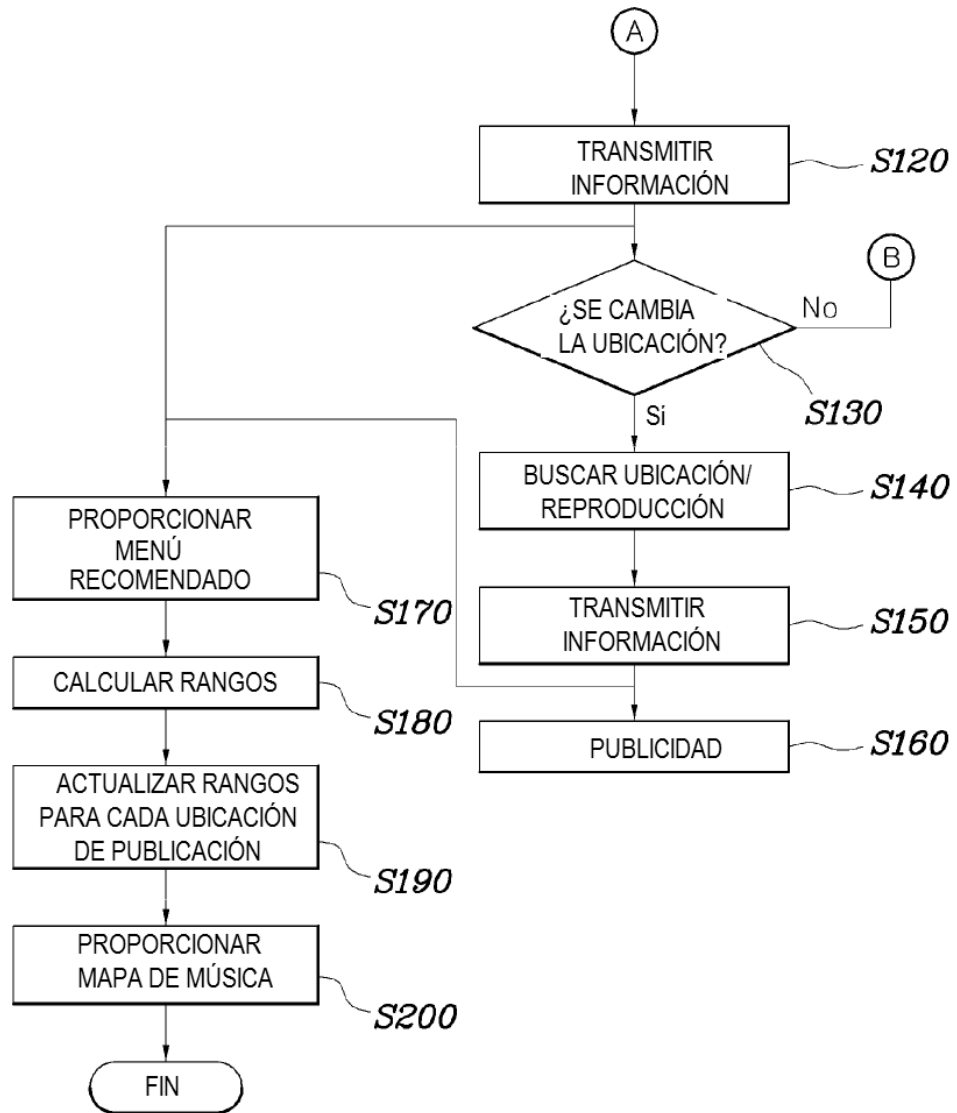 A
TRANSMITIR
INFORMACIÓN
S120
B
¿SE CAMBIA
LA UBICACIÓN?
No
S130
Sí
BUSCAR UBICACIÓN/
REPRODUCCIÓN
S140
TRANSMITIR
INFORMACIÓN
S150
PUBLICIDAD
S160
PROPORCIONAR
MENÚ
RECOMENDADO
S170
CALCULAR RANGOS
S180
ACTUALIZAR RANGOS
PARA CADA UBICACIÓN
DE PUBLICACIÓN
S190
PROPORCIONAR
MAPA DE MÚSICA
S200
FIN